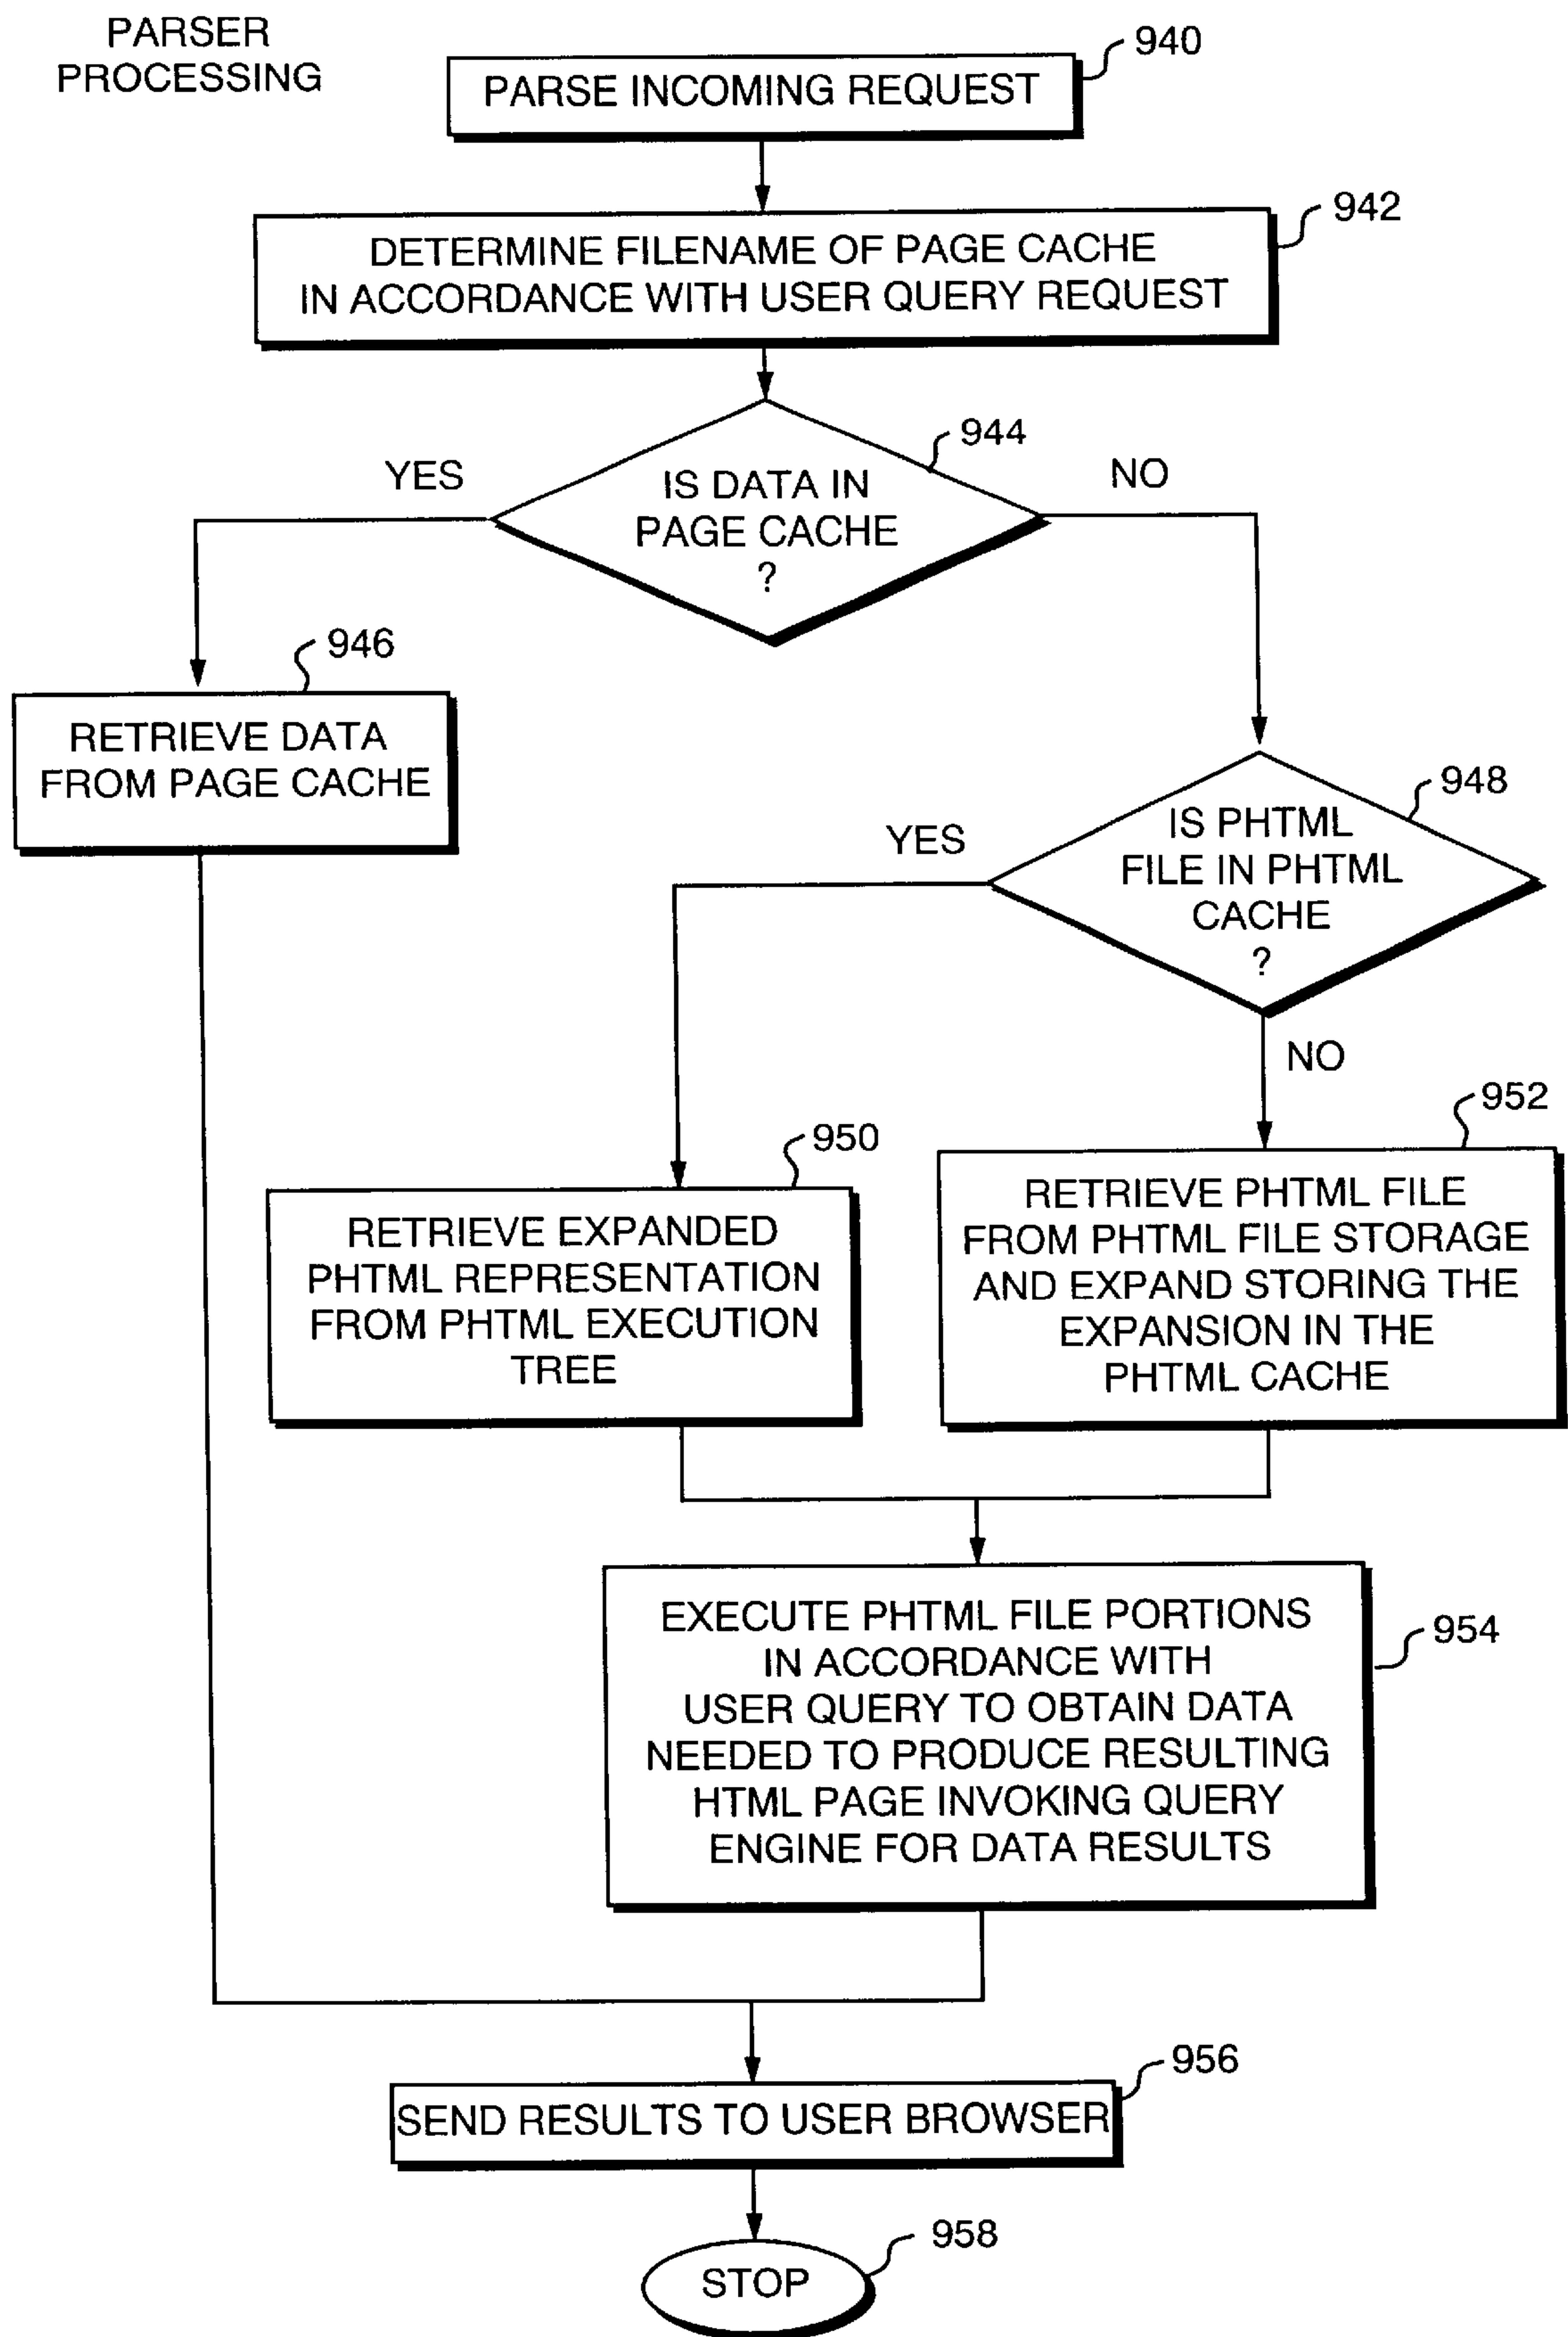 PARSER
PROCESSING
940
PARSE INCOMING REQUEST
942
DETERMINE FILENAME OF PAGE CACHE
IN ACCORDANCE WITH USER QUERY REQUEST
944
YES
NO
IS DATA IN
PAGE CACHE
?
946
RETRIEVE DATA
FROM PAGE CACHE
948
YES
IS PHTML
FILE IN PHTML
CACHE
?
NO
950
RETRIEVE EXPANDED
PHTML REPRESENTATION
FROM PHTML EXECUTION
TREE
952
RETRIEVE PHTML FILE
FROM PHTML FILE STORAGE
AND EXPAND STORING THE
EXPANSION IN THE
PHTML CACHE
954
EXECUTE PHTML FILE PORTIONS
IN ACCORDANCE WITH
USER QUERY TO OBTAIN DATA
NEEDED TO PRODUCE RESULTING
HTML PAGE INVOKING QUERY
ENGINE FOR DATA RESULTS
956
SEND RESULTS TO USER BROWSER
958
STOP